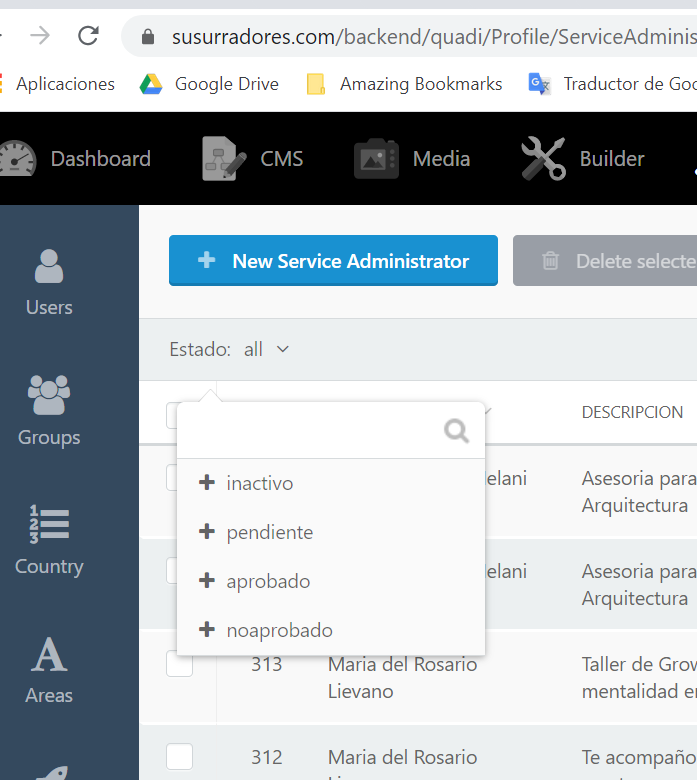 susurradores.com/backend/quadi/Profile/ServiceAdminis
Aplicaciones Google Drive Amazing Bookmarks Traductor de Goo
Dashboard CMS Media Builder
Users
Groups
Country
Areas
New Service Administrator Delete selecte
Estado: all
DESCRIPCION
inactivo
pendiente
aprobado
noaprobado
elani Asesoria para
Arquitectura
elani Asesoria para
Arquitectura
313 Maria del Rosario Taller de Grow
Lievano mentalidad en
312 Maria del Rosario Te acompaño